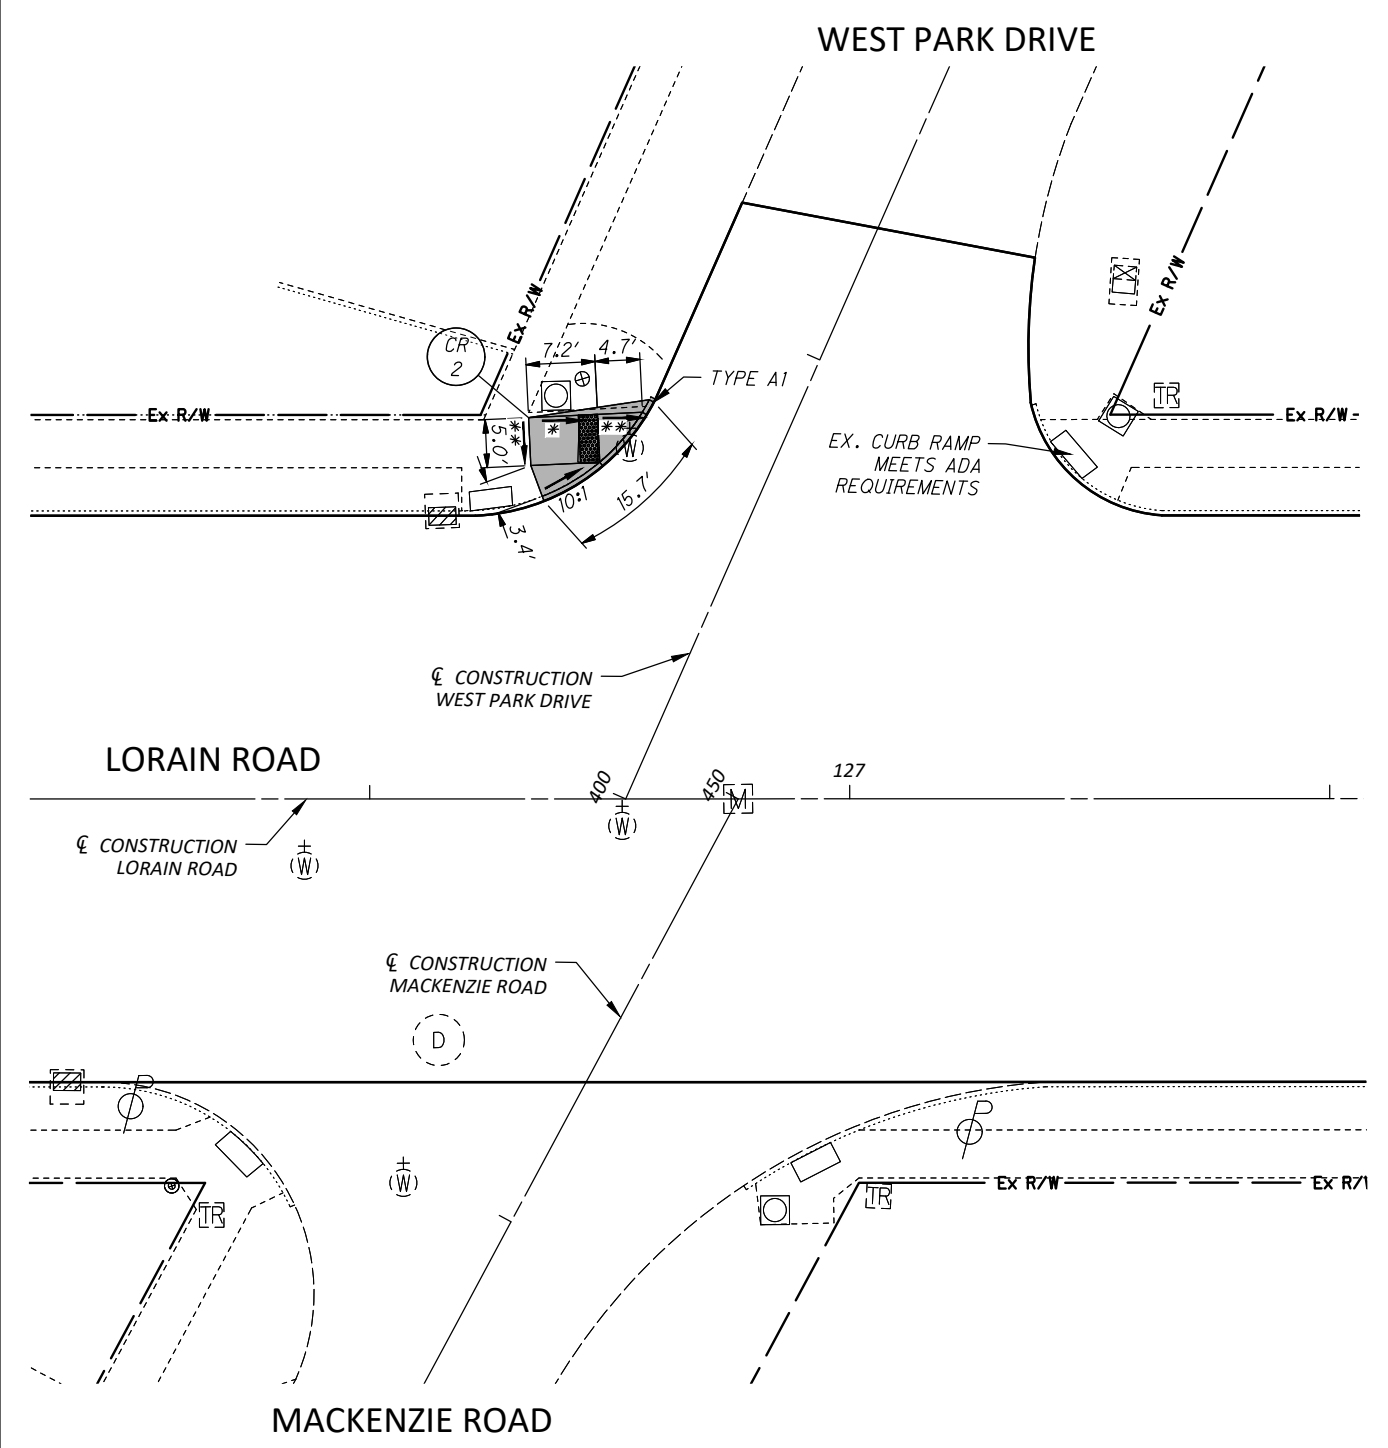 WEST PARK DRIVE
Ex R/W
Ex R/W
CR
2
7.2'
4.7'
TYPE A1
TR
Ex R/W
Ex R/W
**
*
**
5.0'
(W)
EX. CURB RAMP
MEETS ADA
REQUIREMENTS
10:1
15.7'
3.4'
℄ CONSTRUCTION
WEST PARK DRIVE
LORAIN ROAD
400
450
127
M
(W)
℄ CONSTRUCTION
LORAIN ROAD
(W)
℄ CONSTRUCTION
MACKENZIE ROAD
D
(W)
TR
TR
Ex R/W
Ex R/\
MACKENZIE ROAD